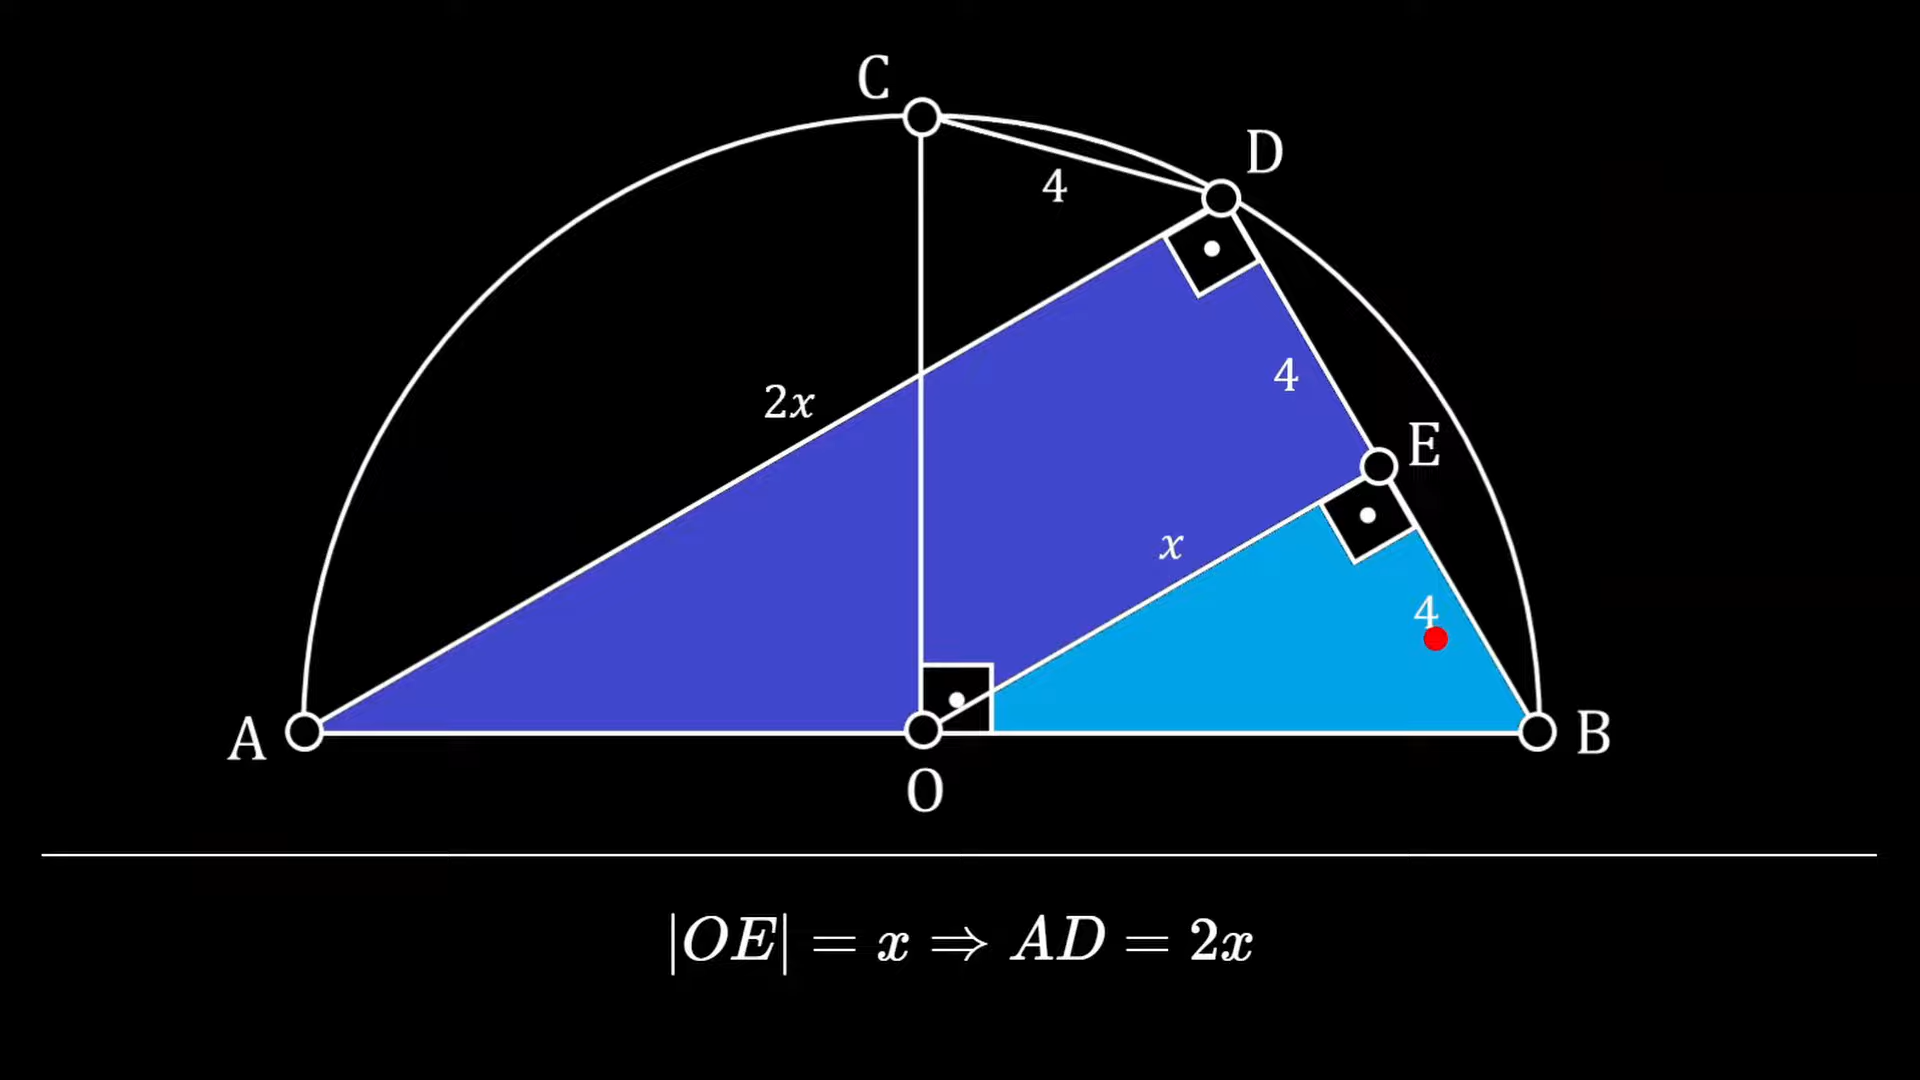 C
D
4
4
2x
E
x
4
A
B
O
|OE| = x ⇒ AD = 2x